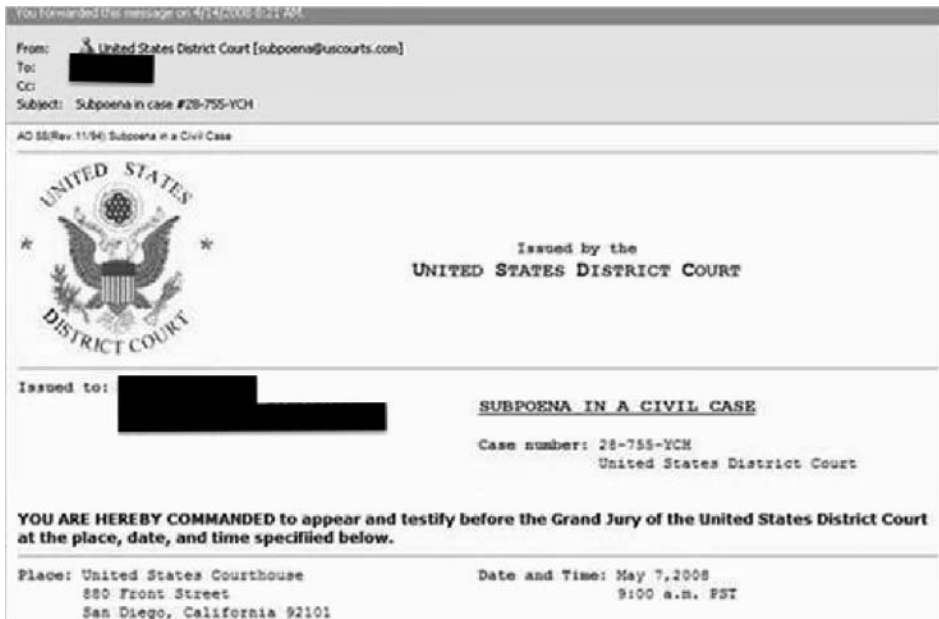 You forwarded this message on 4/14/2008 8:21 AM.
From: United States District Court [subpoena@uscourts.com]
To:
Cc:
Subject: Subpoena in case #28-755-YCH
AO 88(Rev.11/94) Subpoena in a Civil Case
UNITED STATES
DISTRICT COURT
Issued by the
UNITED STATES DISTRICT COURT
Issued to:
SUBPOENA IN A CIVIL CASE
Case number: 28-755-YCH
United States District Court
YOU ARE HEREBY COMMANDED to appear and testify before the Grand Jury of the United States District Court
at the place, date, and time specifiied below.
Place: United States Courthouse
880 Front Street
San Diego, California 92101
Date and Time: May 7,2008
9:00 a.m. PST